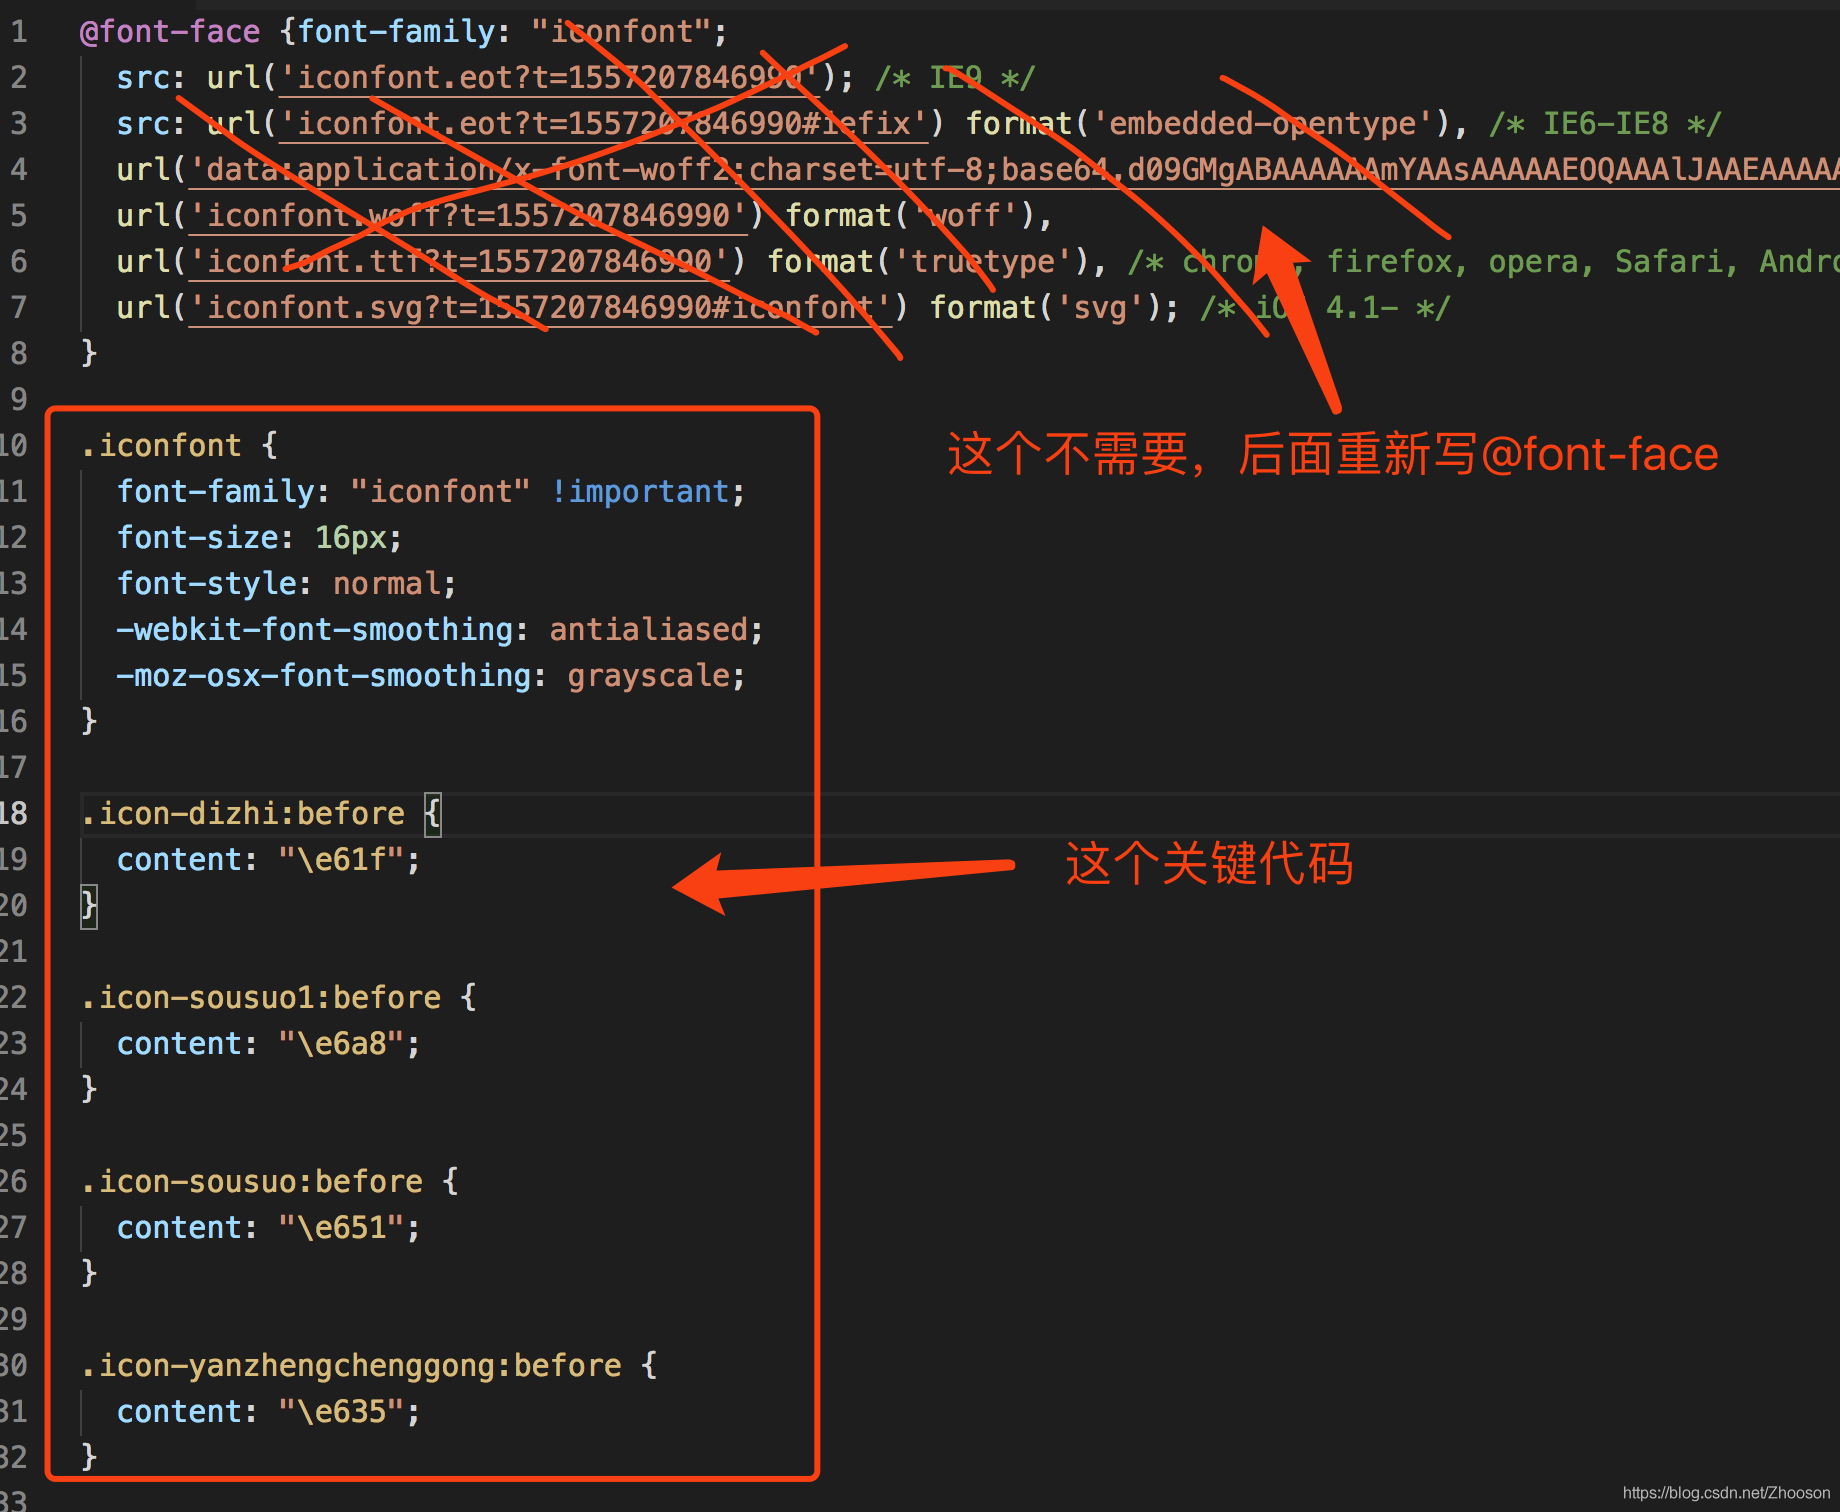 1 @font-face {font-family: "iconfont";
2 src: url('iconfont.eot?t=1557207846990'); /* IE9 */
3 src: url('iconfont.eot?t=1557207846990#iefix') format('embedded-opentype'), /* IE6-IE8 */
4 url('data:application/x-font-woff2;charset=utf-8;base64,d09GMgABAAAAAAmYAAsAAAAAEOQAAAlJAAEAAAAA
5 url('iconfont.woff?t=1557207846990') format('woff'),
6 url('iconfont.ttf?t=1557207846990') format('truetype'), /* chrome, firefox, opera, Safari, Andro
7 url('iconfont.svg?t=1557207846990#iconfont') format('svg'); /* iOS 4.1- */
8 }
9
这个不需要，后面重新写@font-face
10 .iconfont {
11 font-family: "iconfont" !important;
12 font-size: 16px;
13 font-style: normal;
14 -webkit-font-smoothing: antialiased;
15 -moz-osx-font-smoothing: grayscale;
16 }
17
18 .icon-dizhi:before {
19 content: "\e61f";
这个关键代码
20 }
21
22 .icon-sousuo1:before {
23 content: "\e6a8";
24 }
25
26 .icon-sousuo:before {
27 content: "\e651";
28 }
29
30 .icon-yanzhengchenggong:before {
31 content: "\e635";
32 }
33
https://blog.csdn.net/Zhooson